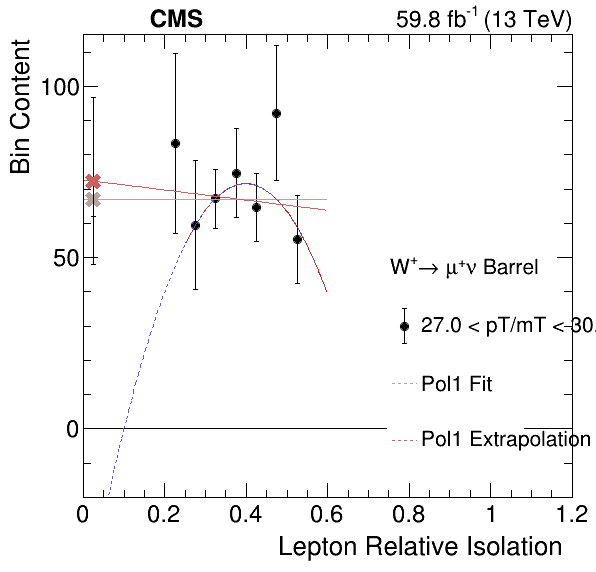 CMS
59.8 fb⁻¹ (13 TeV)
Bin Content
100
50
0
W⁺→ μ⁺ν Barrel
27.0 < pT/mT < 30.
Pol1 Fit
Pol1 Extrapolation
0 0.2 0.4 0.6 0.8 1 1.2
Lepton Relative Isolation